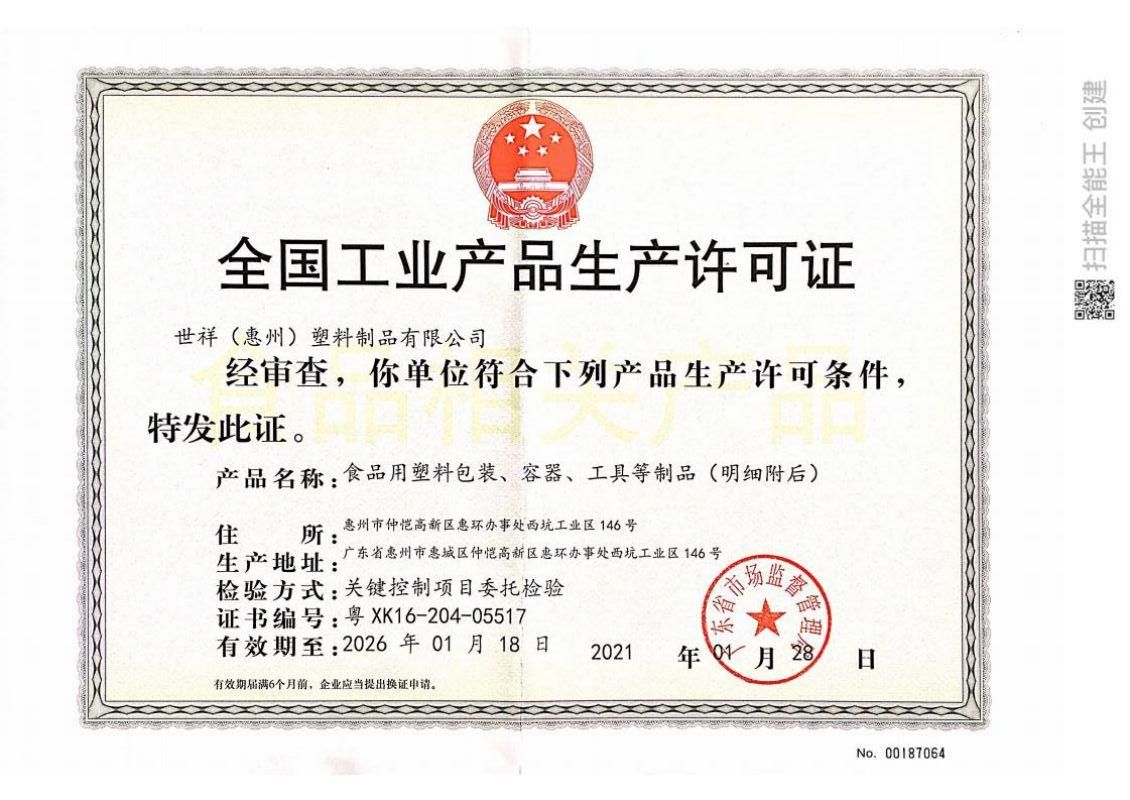 全国工业产品生产许可证
世祥（惠州）塑料制品有限公司
食品相关产品
经审查，你单位符合下列产品生产许可条件，
特发此证。
产品名称：食品用塑料包装、容器、工具等制品（明细附后）
住 所：惠州市仲恺高新区惠环办事处西坑工业区 146 号
生产地址：广东省惠州市惠城区仲恺高新区惠环办事处西坑工业区 146 号
检验方式：关键控制项目委托检验
证书编号：粤 XK16-204-05517
有效期至：2026 年 01 月 18 日
2021 年 01 月 28 日
广东省市场监督管理局
有效期届满6个月前，企业应当提出换证申请。
No. 00187064
扫描全能王 创建